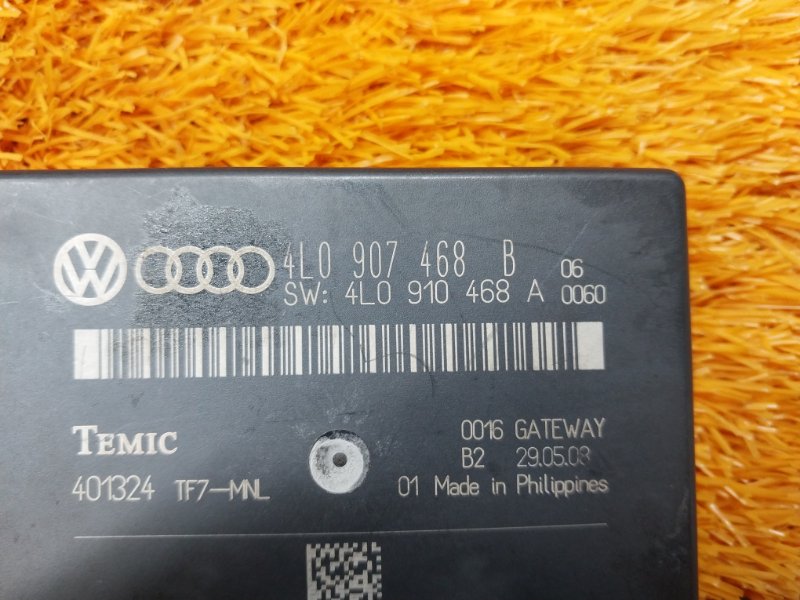 4L0 907 468 B 06
SW: 4L0 910 468 A 0060
TEMIC
0016 GATEWAY
B2 29.05.08
401324 TF7-MNL
01 Made in Philippines